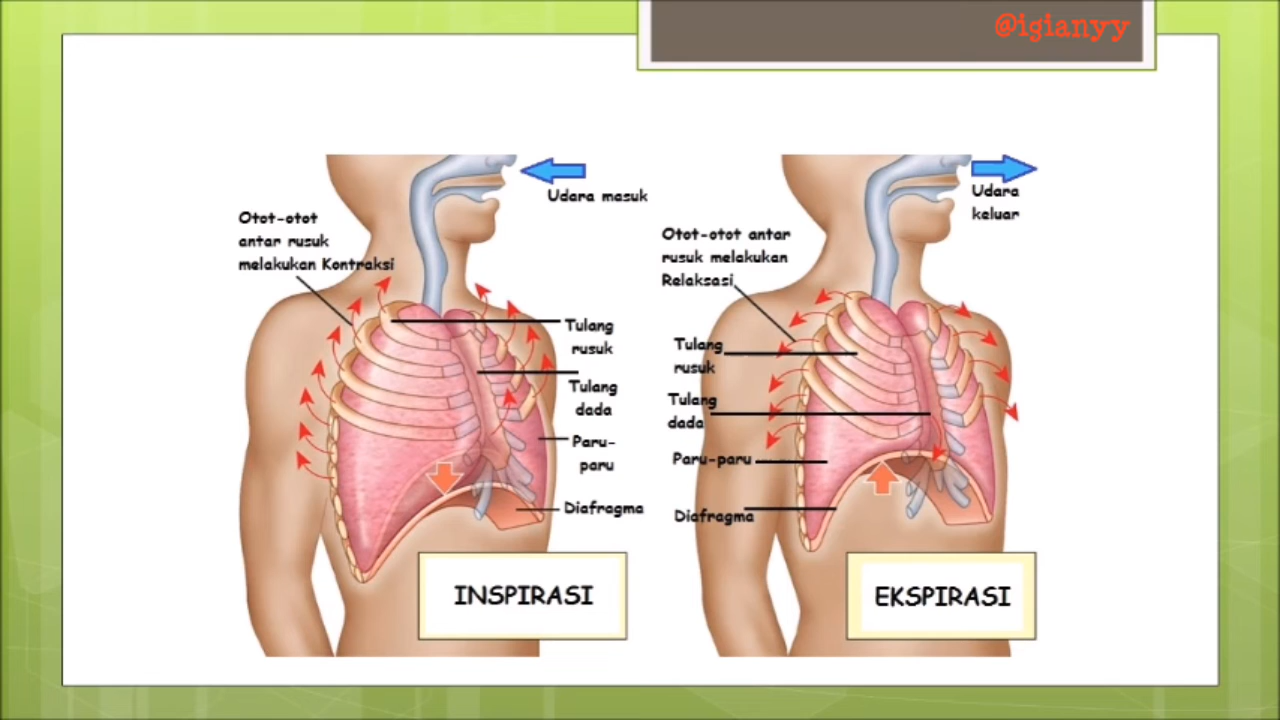 @igianyy
Udara masuk
Otot-otot
antar rusuk
melakukan Kontraksi
Tulang
rusuk
Tulang
dada
Paru-
paru
Diafragma
INSPIRASI
Udara
keluar
Otot-otot antar
rusuk melakukan
Relaksasi
Tulang
rusuk
Tulang
dada
Paru-paru
Diafragma
EKSPIRASI